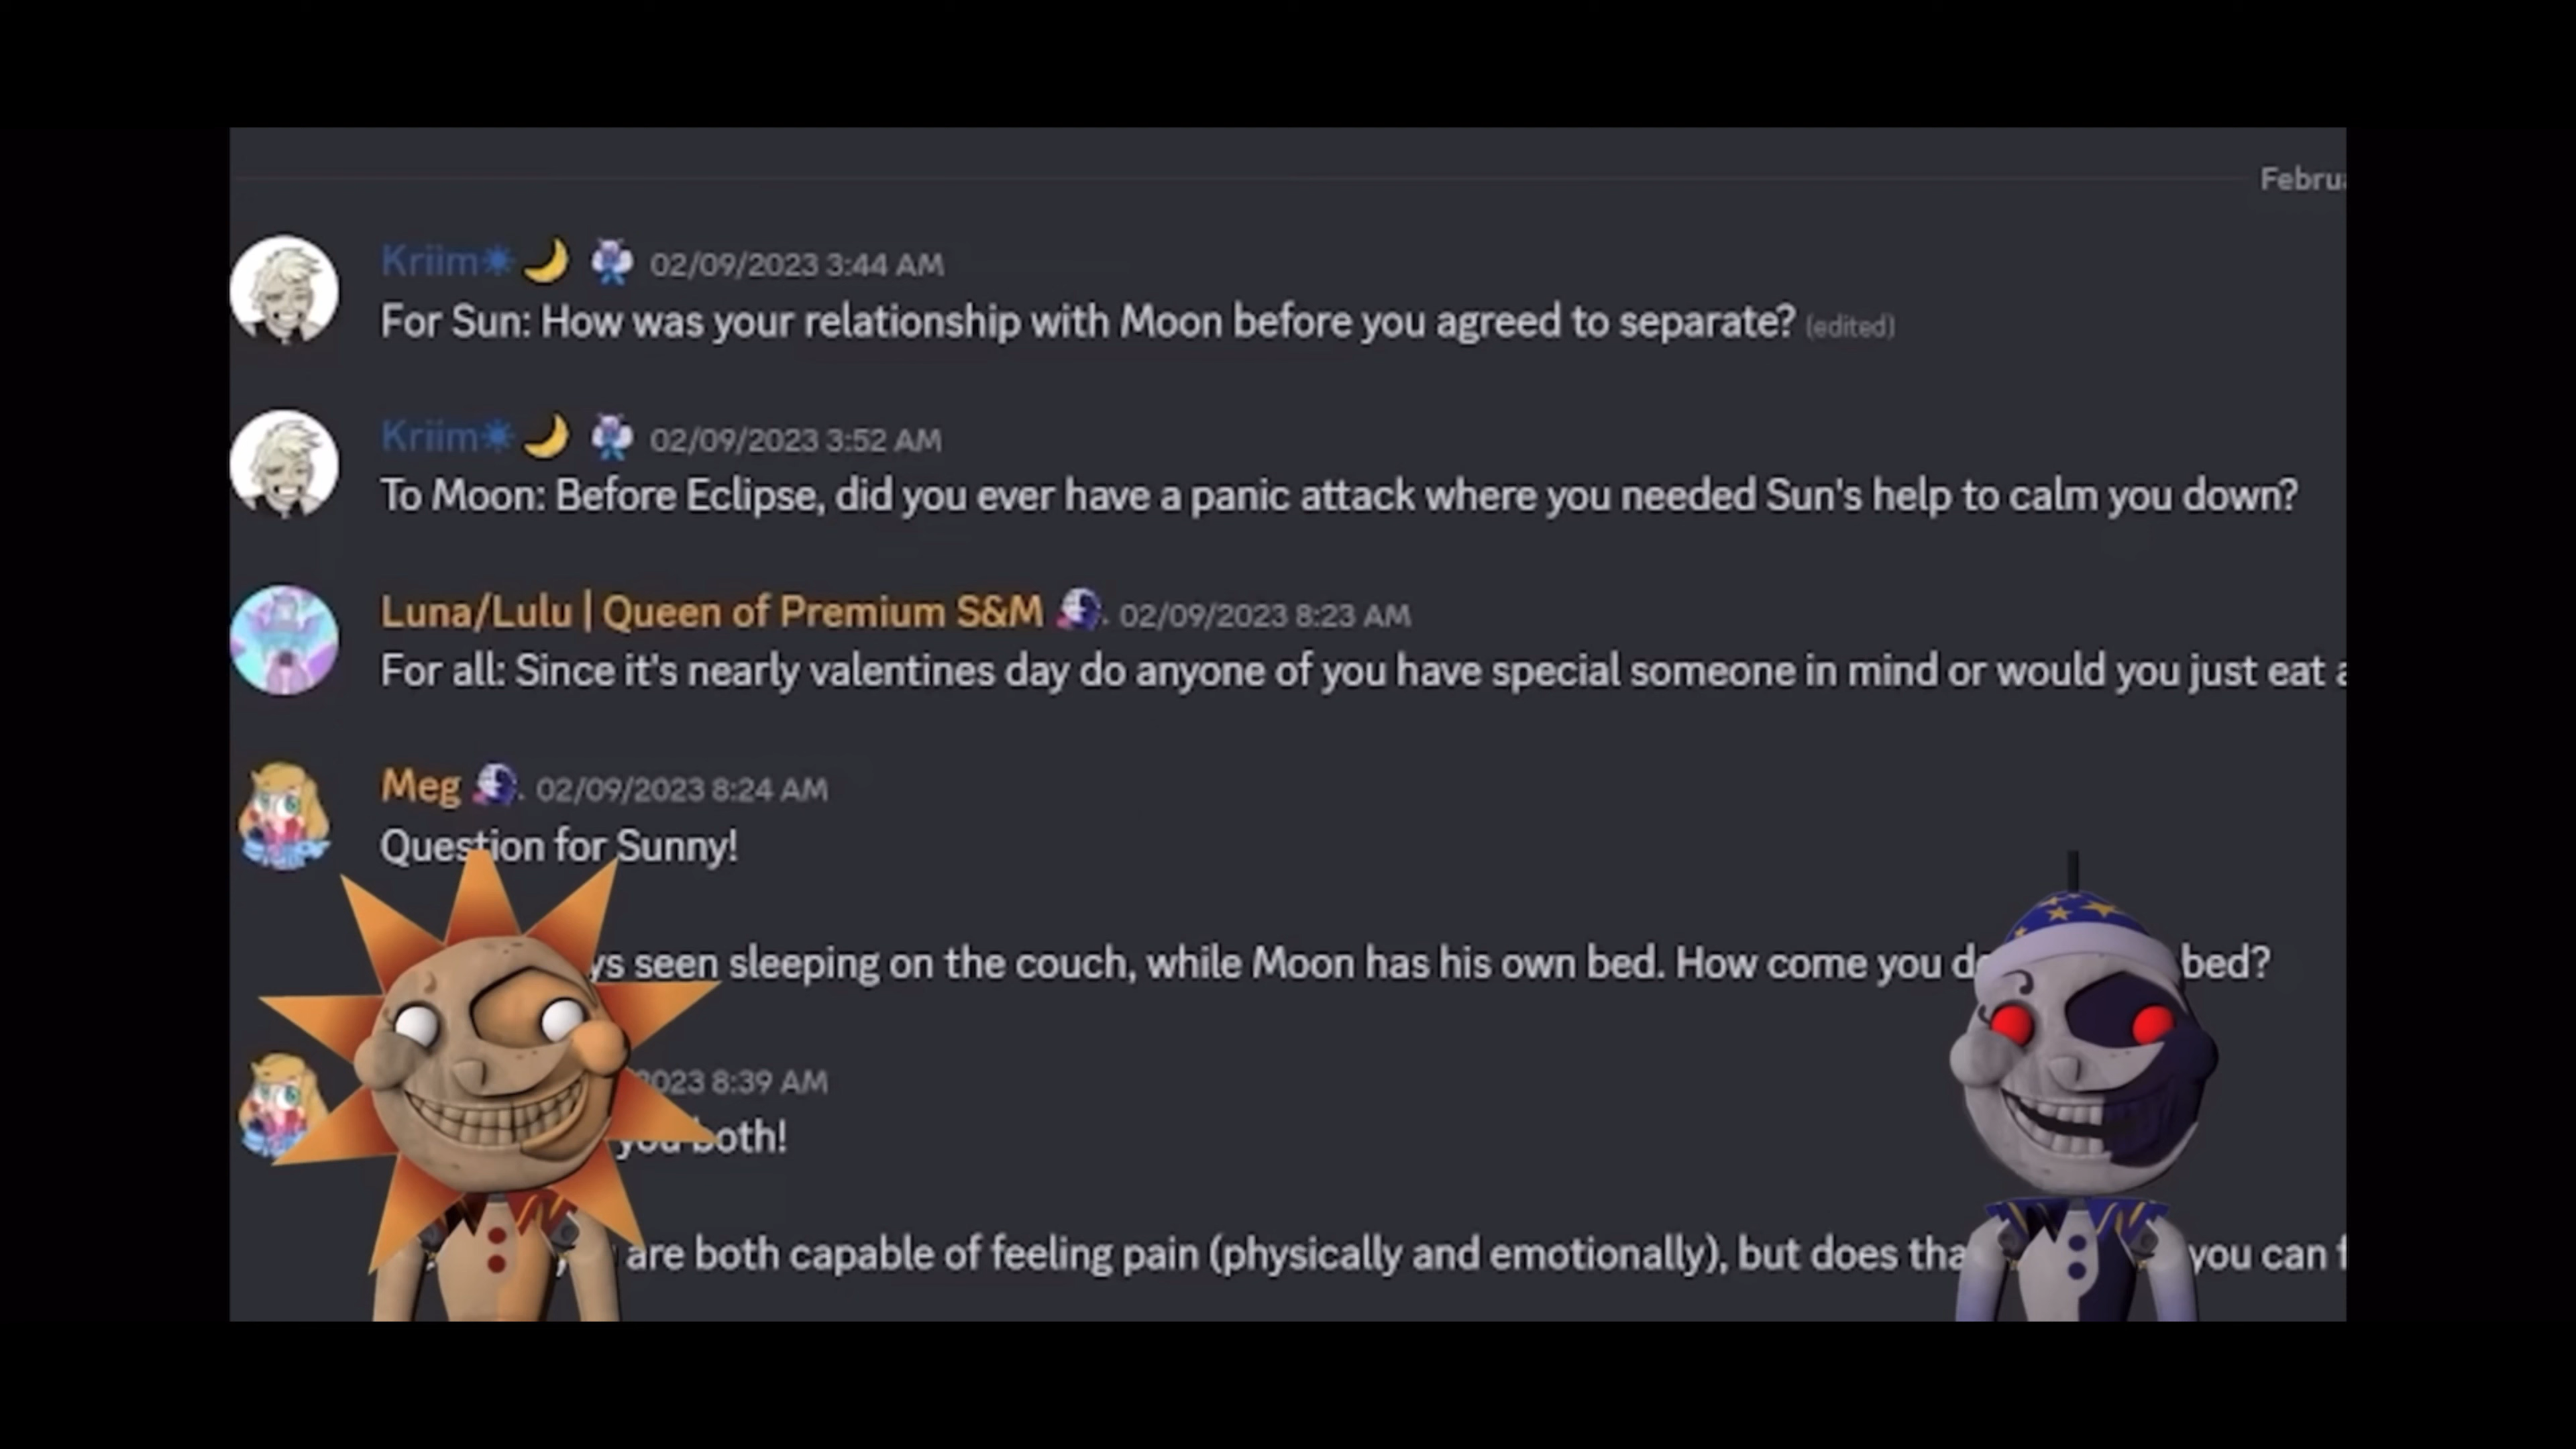 Februa
Kriim 02/09/2023 3:44 AM
For Sun: How was your relationship with Moon before you agreed to separate? (edited)
Kriim 02/09/2023 3:52 AM
To Moon: Before Eclipse, did you ever have a panic attack where you needed Sun's help to calm you down?
Luna/Lulu | Queen of Premium S&M 02/09/2023 8:23 AM
For all: Since it's nearly valentines day do anyone of you have special someone in mind or would you just eat a
Meg 02/09/2023 8:24 AM
Question for Sunny!
ys seen sleeping on the couch, while Moon has his own bed. How come you d bed?
2023 8:39 AM
you both!
are both capable of feeling pain (physically and emotionally), but does tha you can f